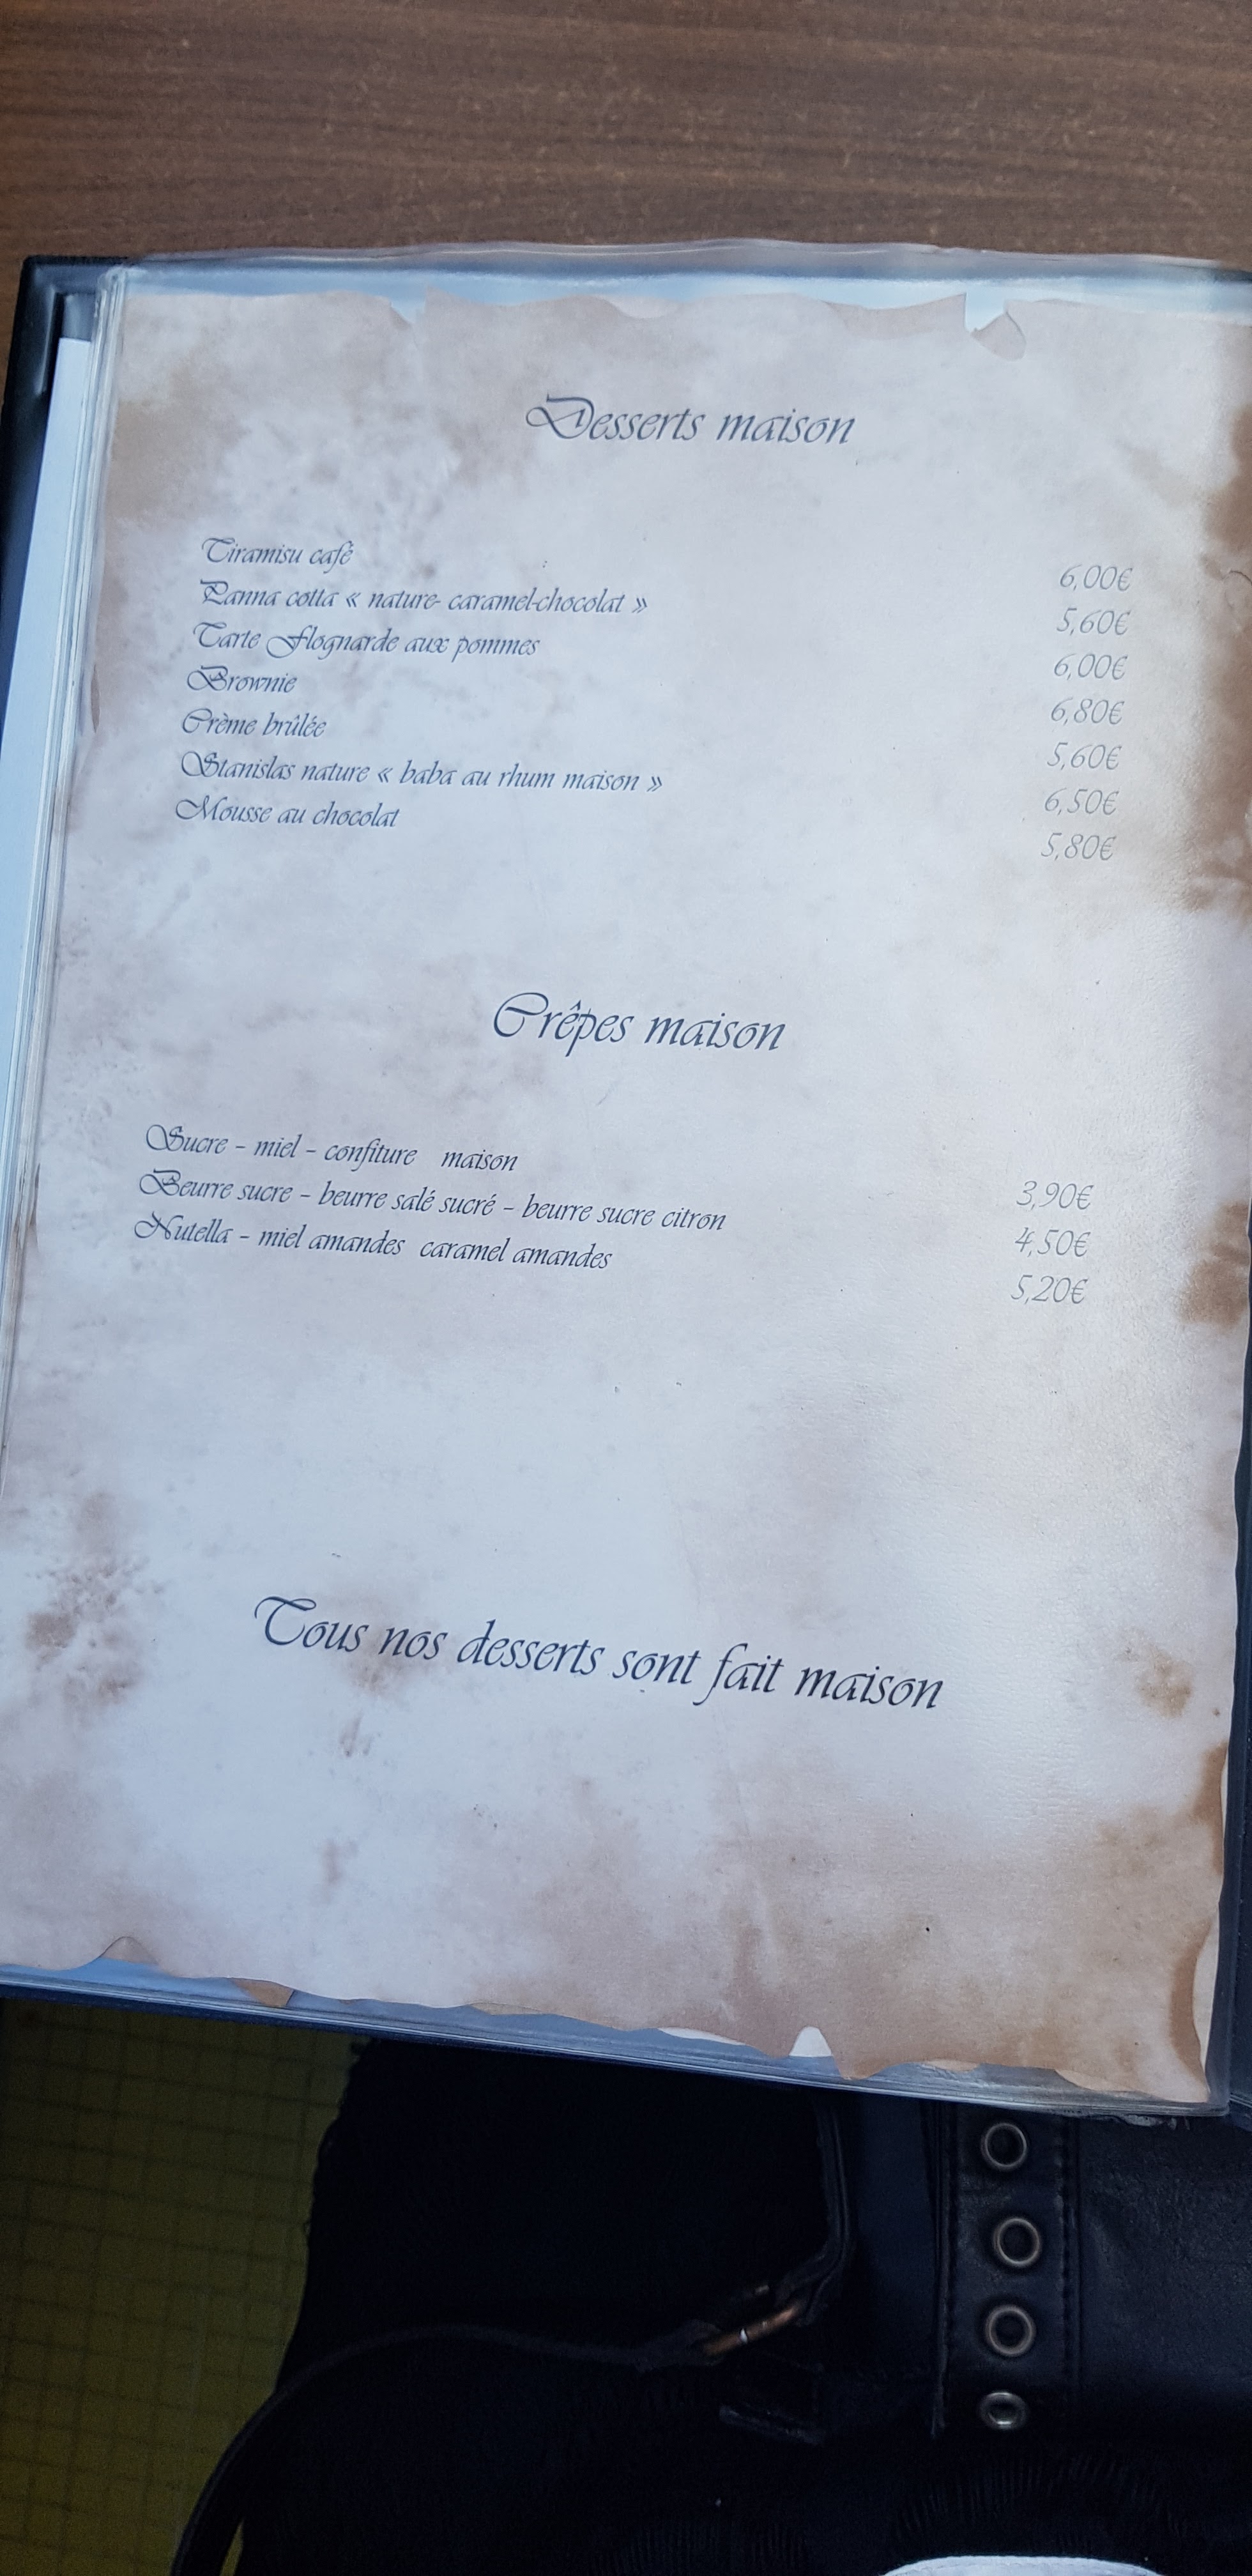 Desserts maison
Tiramisu café 6,00€
Panna cotta « nature- caramel-chocolat » 5,60€
Tarte Flognarde aux pommes 6,00€
Brownie 6,80€
Crème brûlée 5,60€
Stanislas nature « baba au rhum maison » 6,50€
Mousse au chocolat 5,80€
Crêpes maison
Sucre – miel – confiture maison 3,90€
Beurre sucre – beurre salé sucré – beurre sucre citron 4,50€
Nutella – miel amandes caramel amandes 5,20€
Tous nos desserts sont fait maison